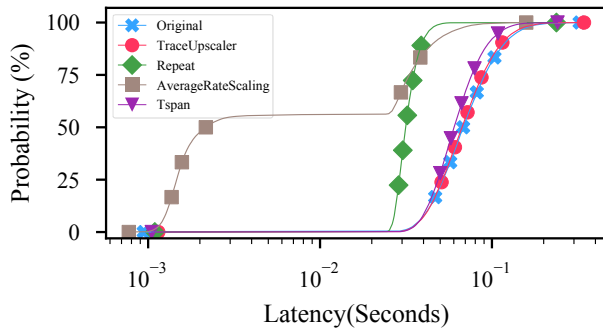 Original
TraceUpscaler
Repeat
AverageRateScaling
Tspan
Probability (%)
100
75
50
25
0
10⁻³
10⁻²
10⁻¹
Latency(Seconds)